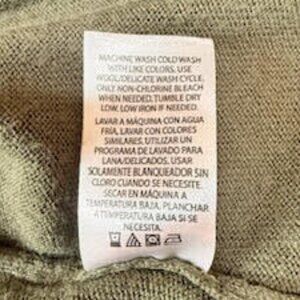 MACHINE WASH COLD WASH
WITH LIKE COLORS, USE
WOOL/DELICATE WASH CYCLE,
ONLY NON-CHLORINE BLEACH
WHEN NEEDED, TUMBLE DRY
LOW, LOW IRON IF NEEDED.
LAVAR A MÁQUINA CON AGUA
FRÍA, LAVAR CON COLORES
SIMILARES, UTILIZAR UN
PROGRAMA DE LAVADO PARA
LANA/DELICADOS, USAR
SOLAMENTE BLANQUEADOR SIN
CLORO CUANDO SE NECESITE,
SECAR EN MÁQUINA A
TEMPERATURA BAJA, PLANCHAR
A TEMPERATURA BAJA SI SE
NECESITA.